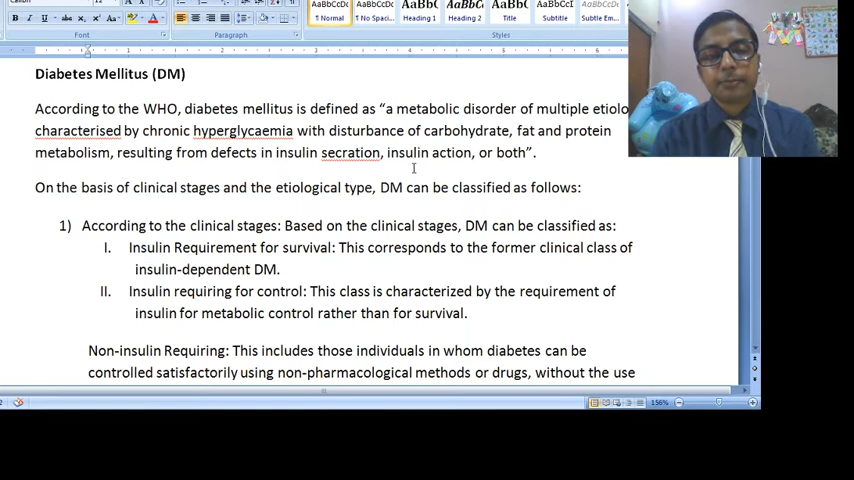 Calibri 12
B I U
Font
Paragraph
Styles
AaBbCcDc AaBbCcDc AaBbC AaBbCc AaBb AaBbCc AaBbCcDc
¶ Normal ¶ No Spaci... Heading 1 Heading 2 Title Subtitle Subtle Em...
Diabetes Mellitus (DM)
According to the WHO, diabetes mellitus is defined as “a metabolic disorder of multiple etiolo
characterised by chronic hyperglycaemia with disturbance of carbohydrate, fat and protein
metabolism, resulting from defects in insulin secration, insulin action, or both”.
On the basis of clinical stages and the etiological type, DM can be classified as follows:
1) According to the clinical stages: Based on the clinical stages, DM can be classified as:
I. Insulin Requirement for survival: This corresponds to the former clinical class of
insulin-dependent DM.
II. Insulin requiring for control: This class is characterized by the requirement of
insulin for metabolic control rather than for survival.
Non-insulin Requiring: This includes those individuals in whom diabetes can be
controlled satisfactorily using non-pharmacological methods or drugs, without the use
156%